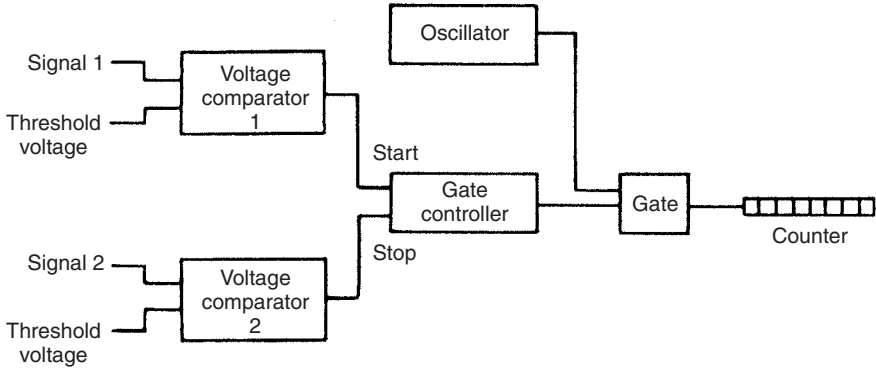 Oscillator
Signal 1
Voltage
comparator
1
Threshold
voltage
Start
Gate
controller
Gate
Counter
Stop
Signal 2
Voltage
comparator
2
Threshold
voltage